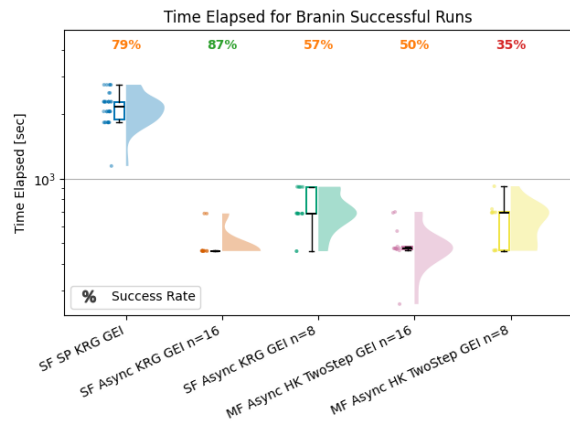 Time Elapsed for Branin Successful Runs
79% 87% 57% 50% 35%
Time Elapsed [sec]
10³
% Success Rate
SF SP KRG GEI
SF Async KRG GEI n=16
SF Async KRG GEI n=8
MF Async HK TwoStep GEI n=16
MF Async HK TwoStep GEI n=8